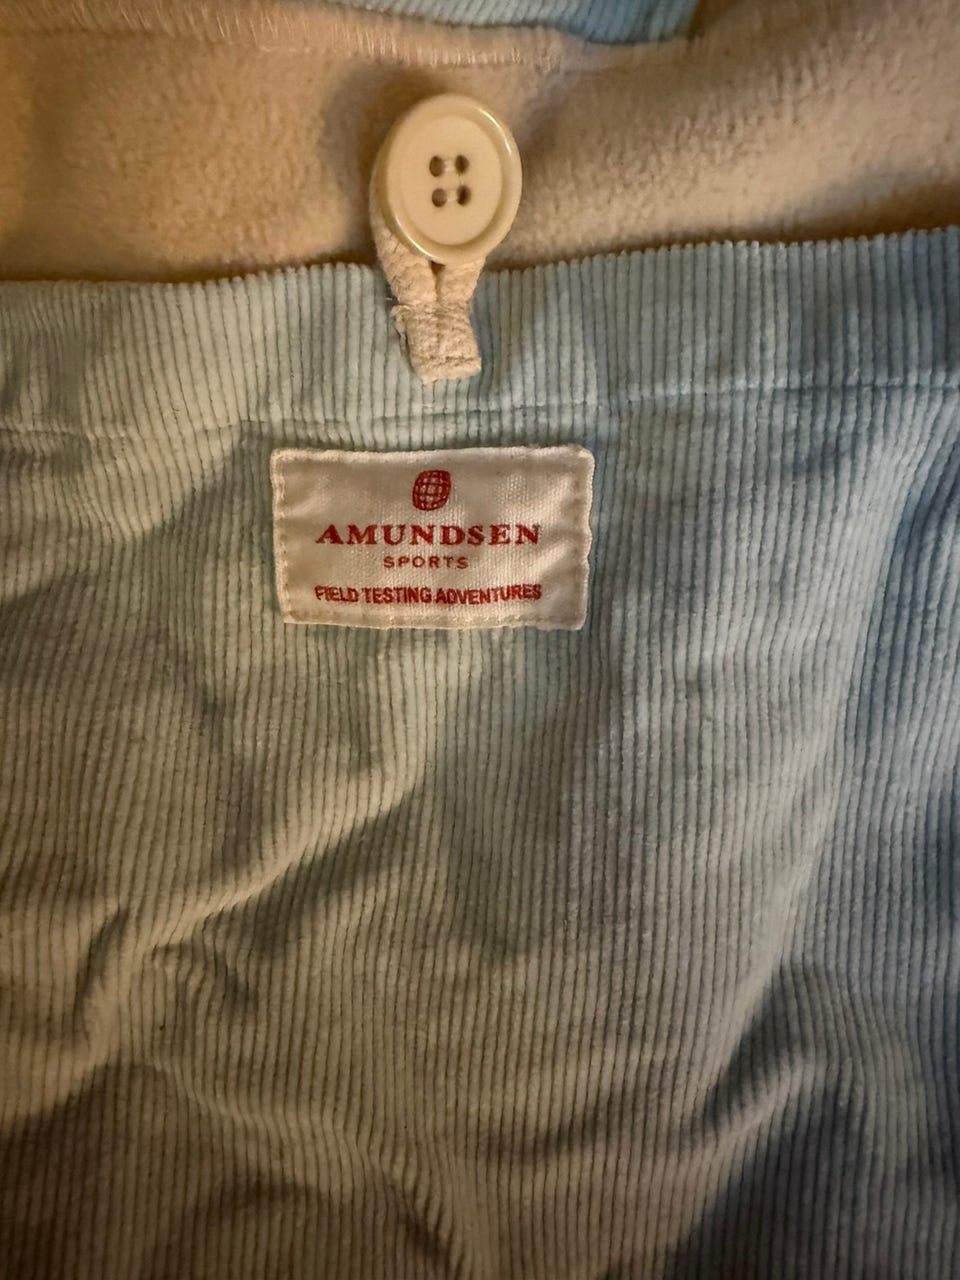 AMUNDSEN
SPORTS
FIELD TESTING ADVENTURES